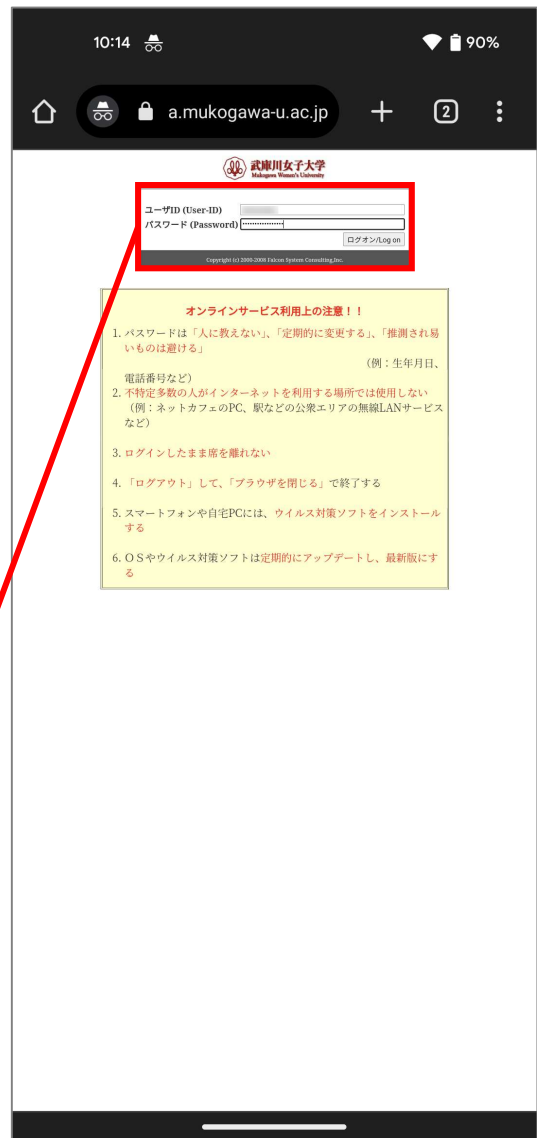 10:14
90%
a.mukogawa-u.ac.jp
2
武庫川女子大学
Mukogawa Women's University
ユーザID (User-ID)
パスワード (Password)
ログオン/Log on
Copyright (c) 2000-2008 Falcon System Consulting,Inc.
オンラインサービス利用上の注意！！
1. パスワードは「人に教えない」、「定期的に変更する」、「推測され易
いものは避ける」
（例：生年月日、
電話番号など）
2. 不特定多数の人がインターネットを利用する場所では使用しない
（例：ネットカフェのPC、駅などの公衆エリアの無線LANサービス
など）
3. ログインしたまま席を離れない
4. 「ログアウト」して、「ブラウザを閉じる」で終了する
5. スマートフォンや自宅PCには、ウイルス対策ソフトをインストール
する
6. ＯＳやウイルス対策ソフトは定期的にアップデートし、最新版にす
る